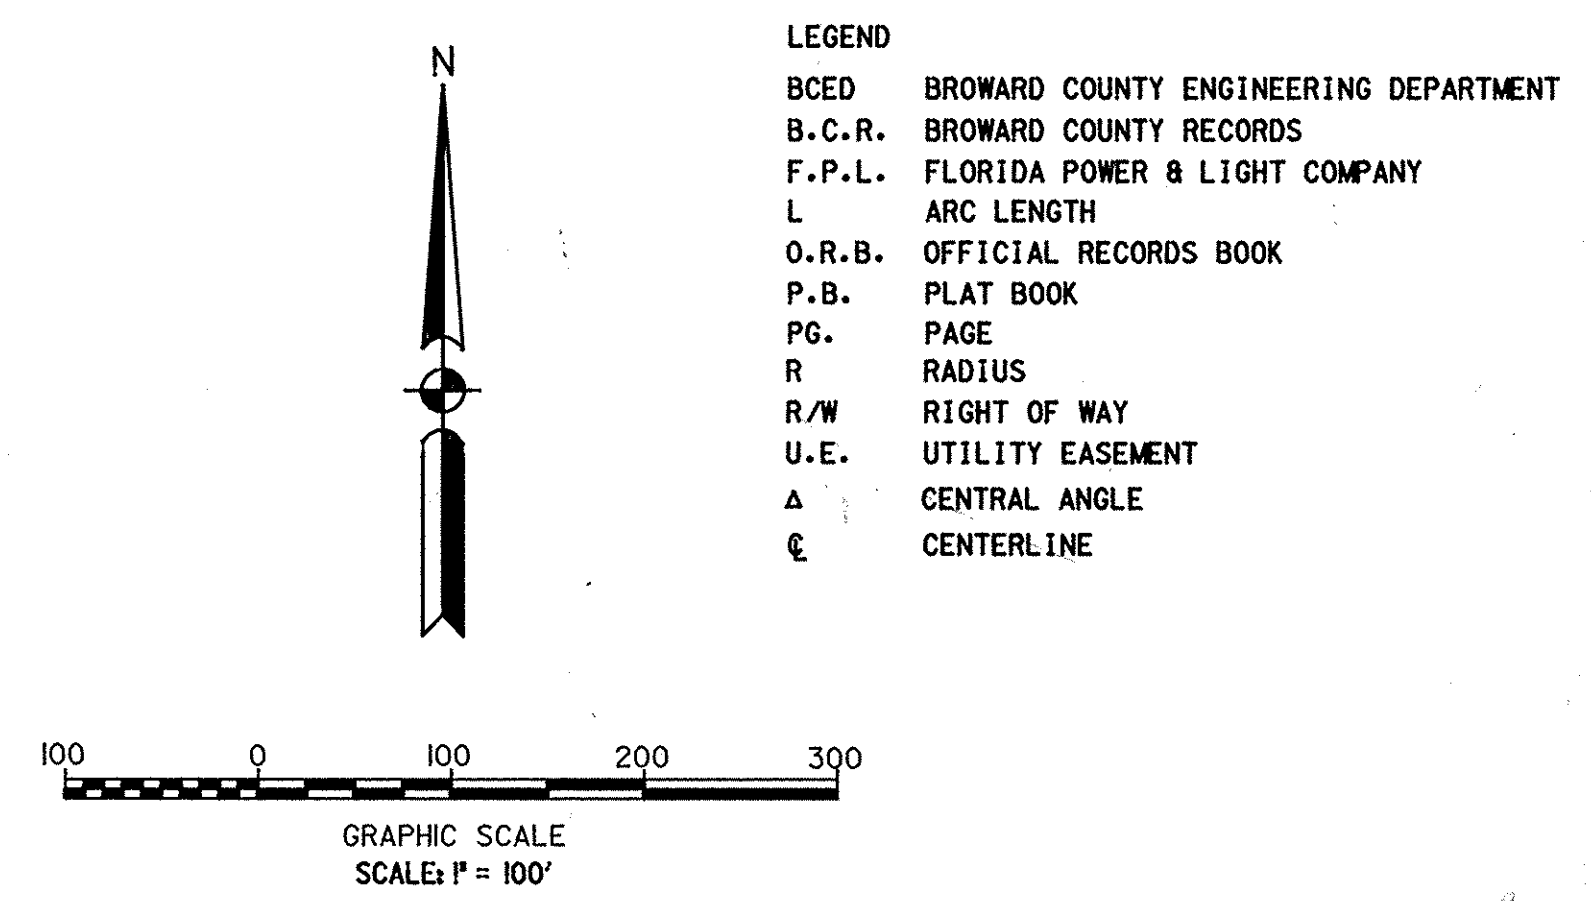 N
LEGEND
BCED BROWARD COUNTY ENGINEERING DEPARTMENT
B.C.R. BROWARD COUNTY RECORDS
F.P.L. FLORIDA POWER & LIGHT COMPANY
L ARC LENGTH
O.R.B. OFFICIAL RECORDS BOOK
P.B. PLAT BOOK
PG. PAGE
R RADIUS
R/W RIGHT OF WAY
U.E. UTILITY EASEMENT
Δ CENTRAL ANGLE
℄ CENTERLINE
100 0 100 200 300
GRAPHIC SCALE
SCALE: 1" = 100'